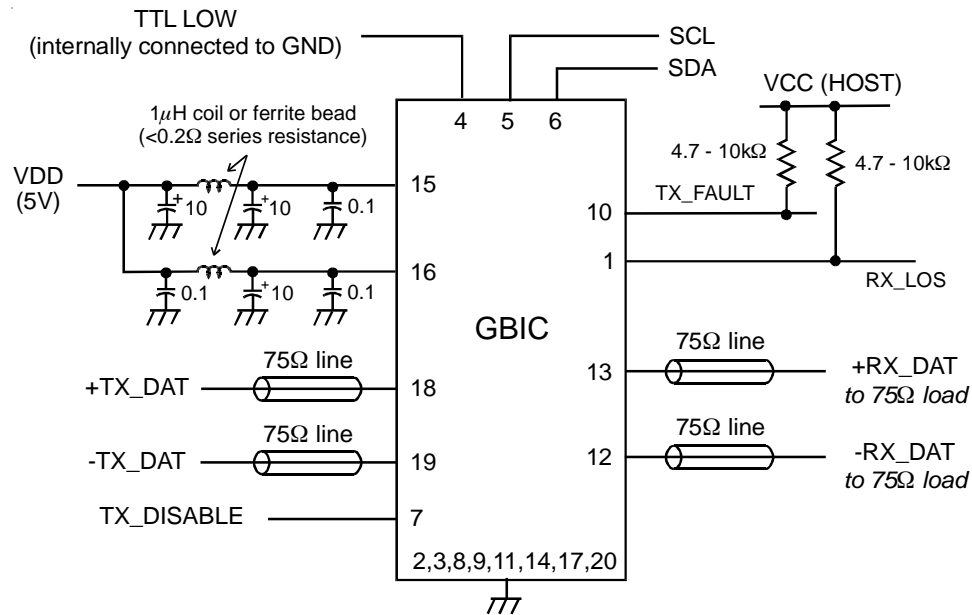 TTL LOW
(internally connected to GND)
SCL
SDA
VCC (HOST)
1µH coil or ferrite bead
(<0.2Ω series resistance)
4 5 6
4.7 - 10kΩ
4.7 - 10kΩ
VDD
(5V)
+10
+10
0.1
15
10
TX_FAULT
16
1
RX_LOS
0.1
+10
0.1
GBIC
75Ω line
+TX_DAT
18
75Ω line
13
+RX_DAT
to 75Ω load
75Ω line
-TX_DAT
19
75Ω line
12
-RX_DAT
to 75Ω load
TX_DISABLE
7
2,3,8,9,11,14,17,20